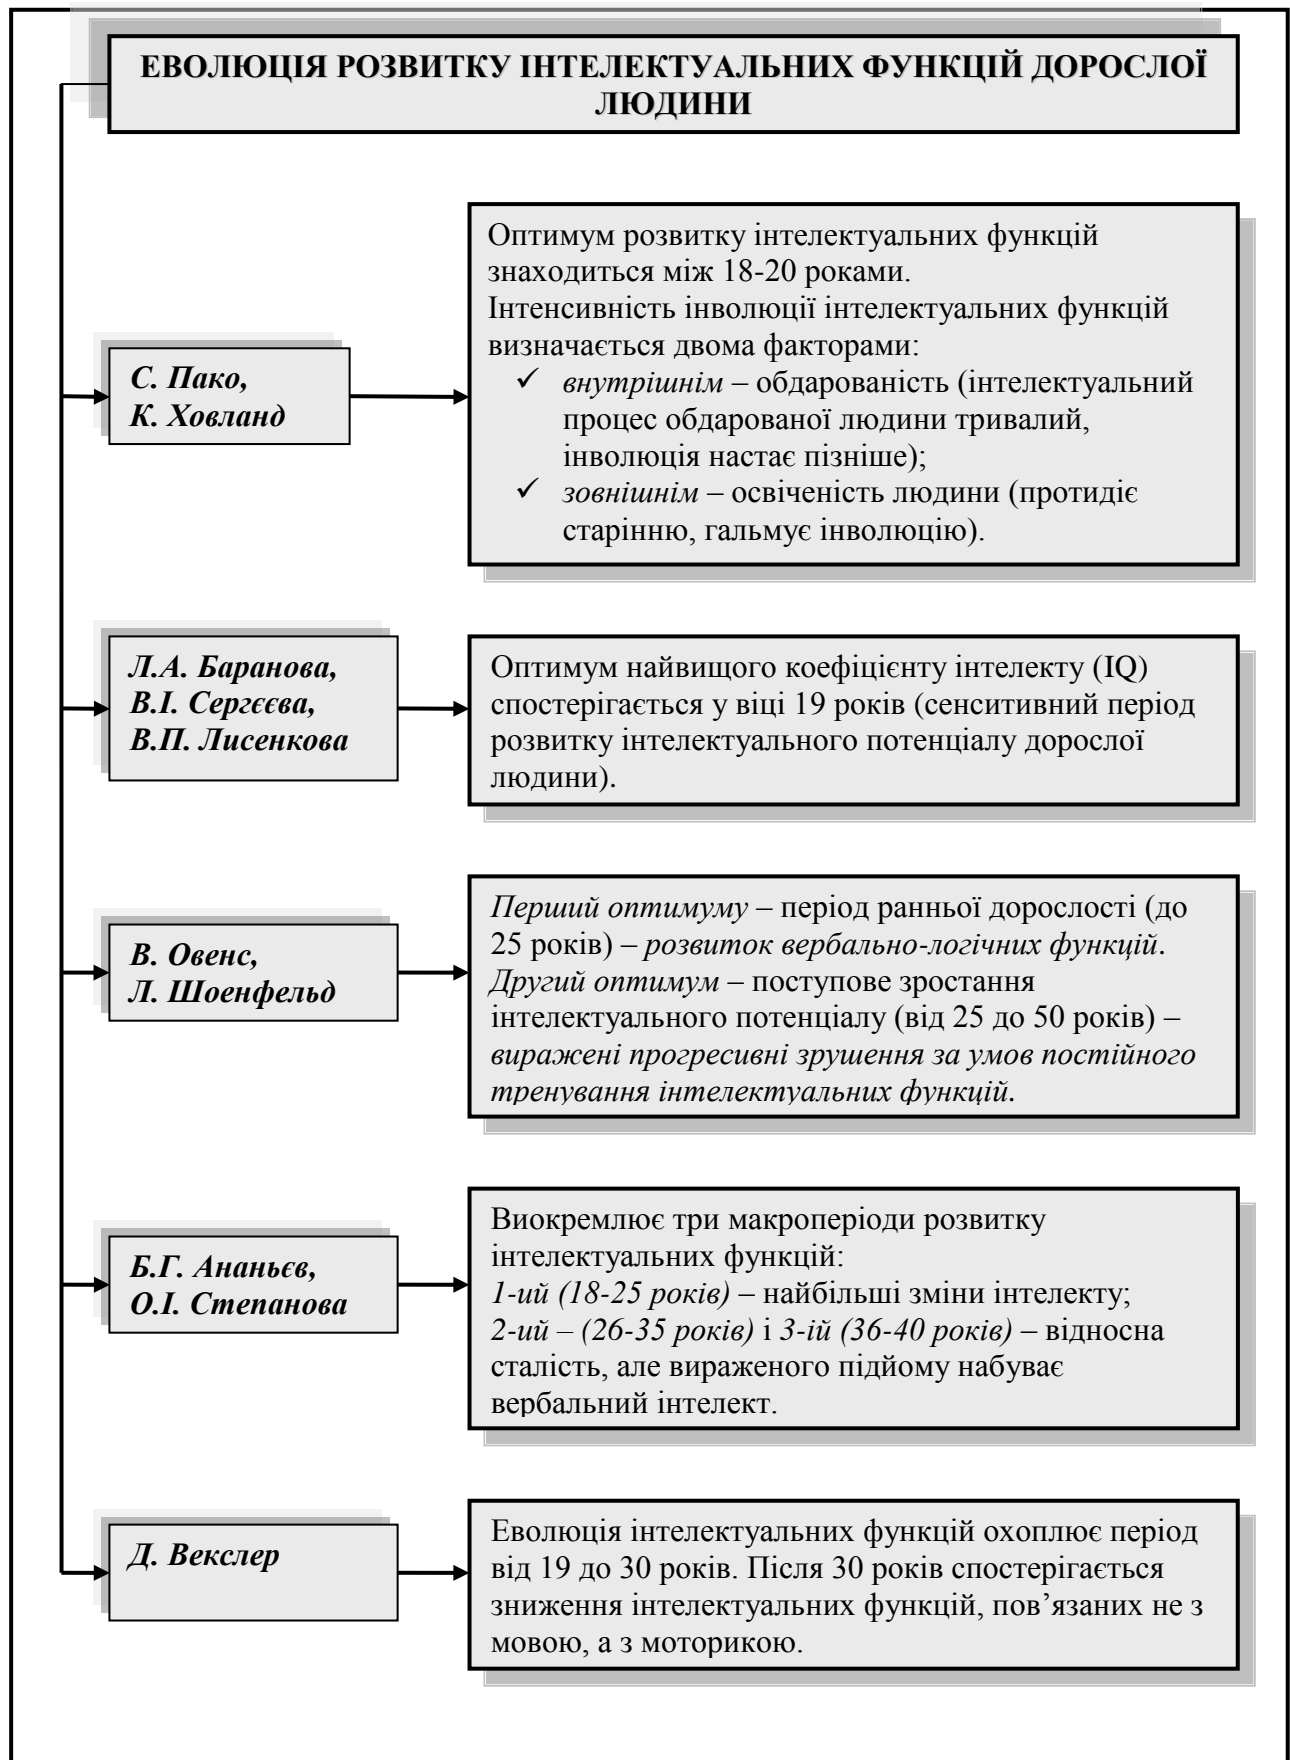 ЕВОЛЮЦІЯ РОЗВИТКУ ІНТЕЛЕКТУАЛЬНИХ ФУНКЦІЙ ДОРОСЛОЇ
ЛЮДИНИ
С. Пако,
К. Ховланд
Оптимум розвитку інтелектуальних функцій
знаходиться між 18-20 роками.
Інтенсивність інволюції інтелектуальних функцій
визначається двома факторами:
✓ внутрішнім – обдарованість (інтелектуальний
процес обдарованої людини тривалий,
інволюція настає пізніше);
✓ зовнішнім – освіченість людини (протидіє
старінню, гальмує інволюцію).
Л.А. Баранова,
В.І. Сергєєва,
В.П. Лисенкова
Оптимум найвищого коефіцієнту інтелекту (IQ)
спостерігається у віці 19 років (сенситивний період
розвитку інтелектуального потенціалу дорослої
людини).
В. Овенс,
Л. Шоенфельд
Перший оптимуму – період ранньої дорослості (до
25 років) – розвиток вербально-логічних функцій.
Другий оптимум – поступове зростання
інтелектуального потенціалу (від 25 до 50 років) –
виражені прогресивні зрушення за умов постійного
тренування інтелектуальних функцій.
Б.Г. Ананьєв,
О.І. Степанова
Виокремлює три макроперіоди розвитку
інтелектуальних функцій:
1-ий (18-25 років) – найбільші зміни інтелекту;
2-ий – (26-35 років) і 3-ій (36-40 років) – відносна
сталість, але вираженого підйому набуває
вербальний інтелект.
Д. Векслер
Еволюція інтелектуальних функцій охоплює період
від 19 до 30 років. Після 30 років спостерігається
зниження інтелектуальних функцій, пов’язаних не з
мовою, а з моторикою.